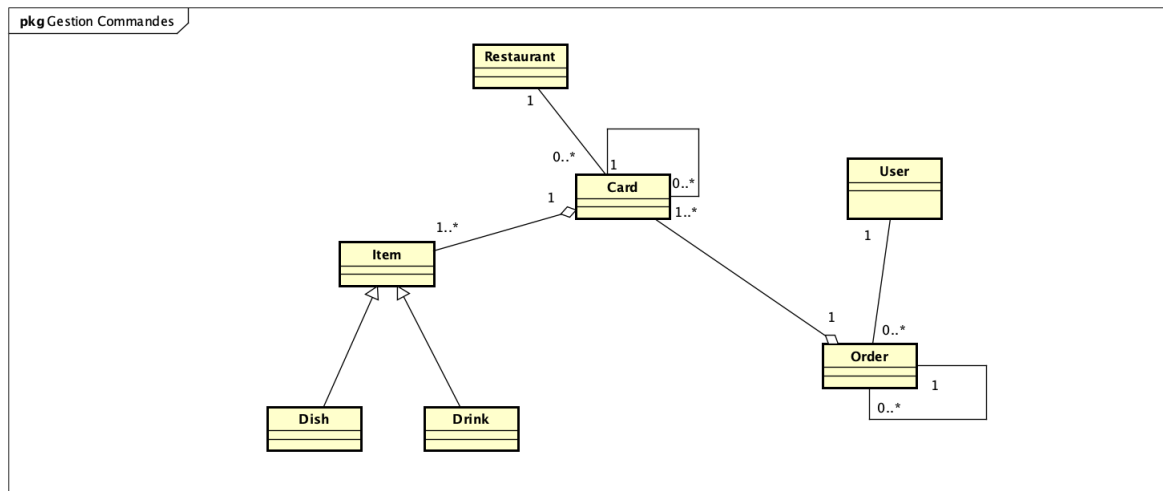 pkg Gestion Commandes
Restaurant
1
0..*
1
Card
0..*
1
1..*
1..*
User
1
Item
1
0..*
Order
1
0..*
Dish
Drink